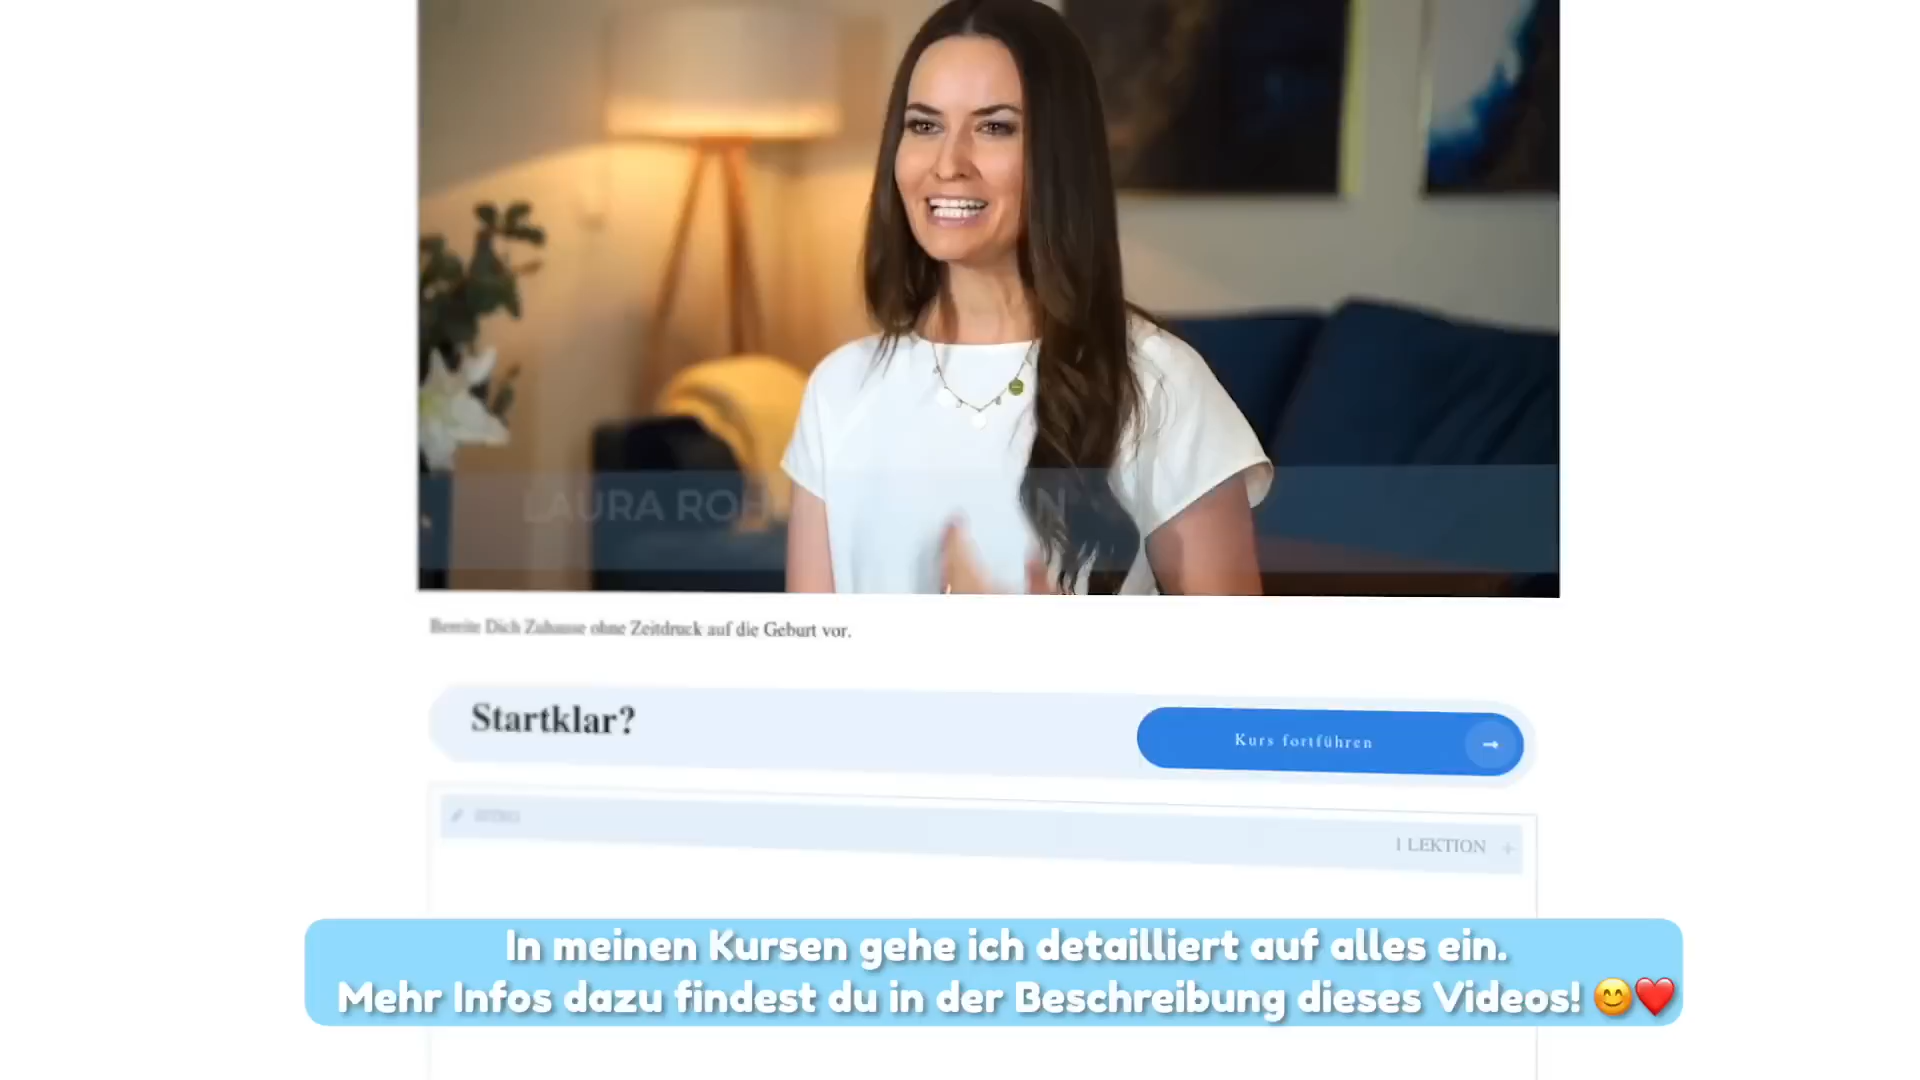 LAURA
Bereite Dich Zuhause ohne Zeitdruck auf die Geburt vor.
Startklar?
Kurs fortführen
1 LEKTION
In meinen Kursen gehe ich detailliert auf alles ein.
Mehr Infos dazu findest du in der Beschreibung dieses Videos! 😊❤️